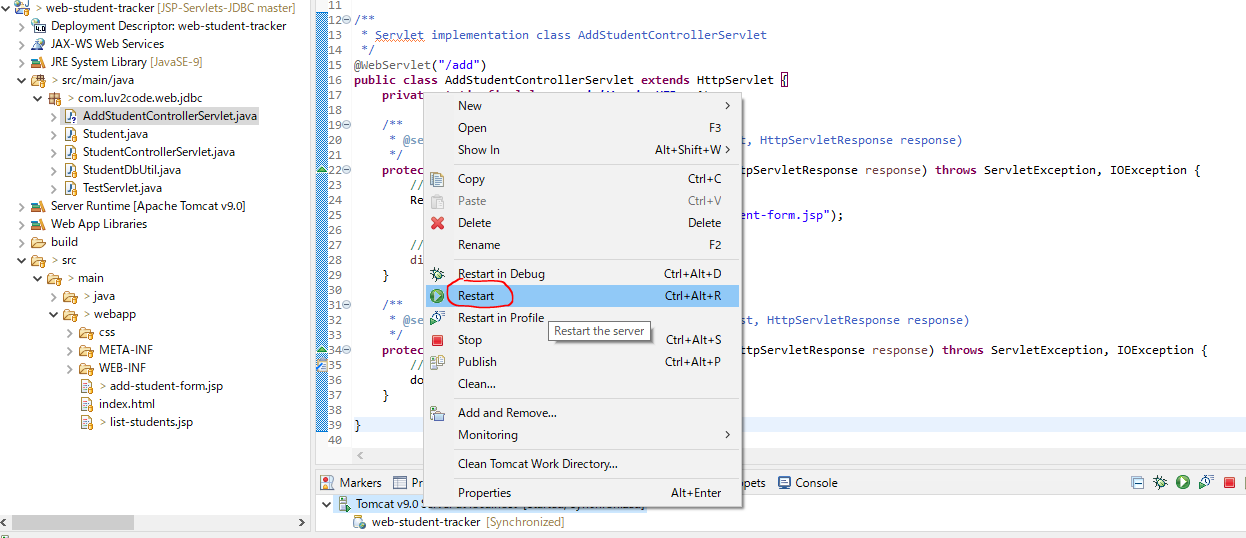 > web-student-tracker [JSP-Servlets-JDBC master]
Deployment Descriptor: web-student-tracker
JAX-WS Web Services
JRE System Library [JavaSE-9]
> src/main/java
> com.luv2code.web.jdbc
AddStudentControllerServlet.java
Student.java
StudentControllerServlet.java
StudentDbUtil.java
TestServlet.java
Server Runtime [Apache Tomcat v9.0]
Web App Libraries
build
> src
> main
> java
> webapp
css
META-INF
WEB-INF
> add-student-form.jsp
index.html
> list-students.jsp
11
12 /**
13 * Servlet implementation class AddStudentControllerServlet
14 */
15 @WebServlet("/add")
16 public class AddStudentControllerServlet extends HttpServlet {
17
18
19 /**
20 * @se t, HttpServletResponse response)
21 */
22 protec ttpServletResponse response) throws ServletException, IOException {
23 //
24 Re
25 ent-form.jsp");
26
27 //
28 di
29 }
30
31 /**
32 * @se st, HttpServletResponse response)
33 */
34 protec ttpServletResponse response) throws ServletException, IOException {
35 //
36 do
37 }
38
39 }
40
New
Open F3
Show In Alt+Shift+W
Copy Ctrl+C
Paste Ctrl+V
Delete Delete
Rename F2
Restart in Debug Ctrl+Alt+D
Restart Ctrl+Alt+R
Restart in Profile
Restart the server
Stop Ctrl+Alt+S
Publish Ctrl+Alt+P
Clean...
Add and Remove...
Monitoring
Clean Tomcat Work Directory...
Properties Alt+Enter
Markers Pr ppets Console
Tomcat v9.0
web-student-tracker [Synchronized]